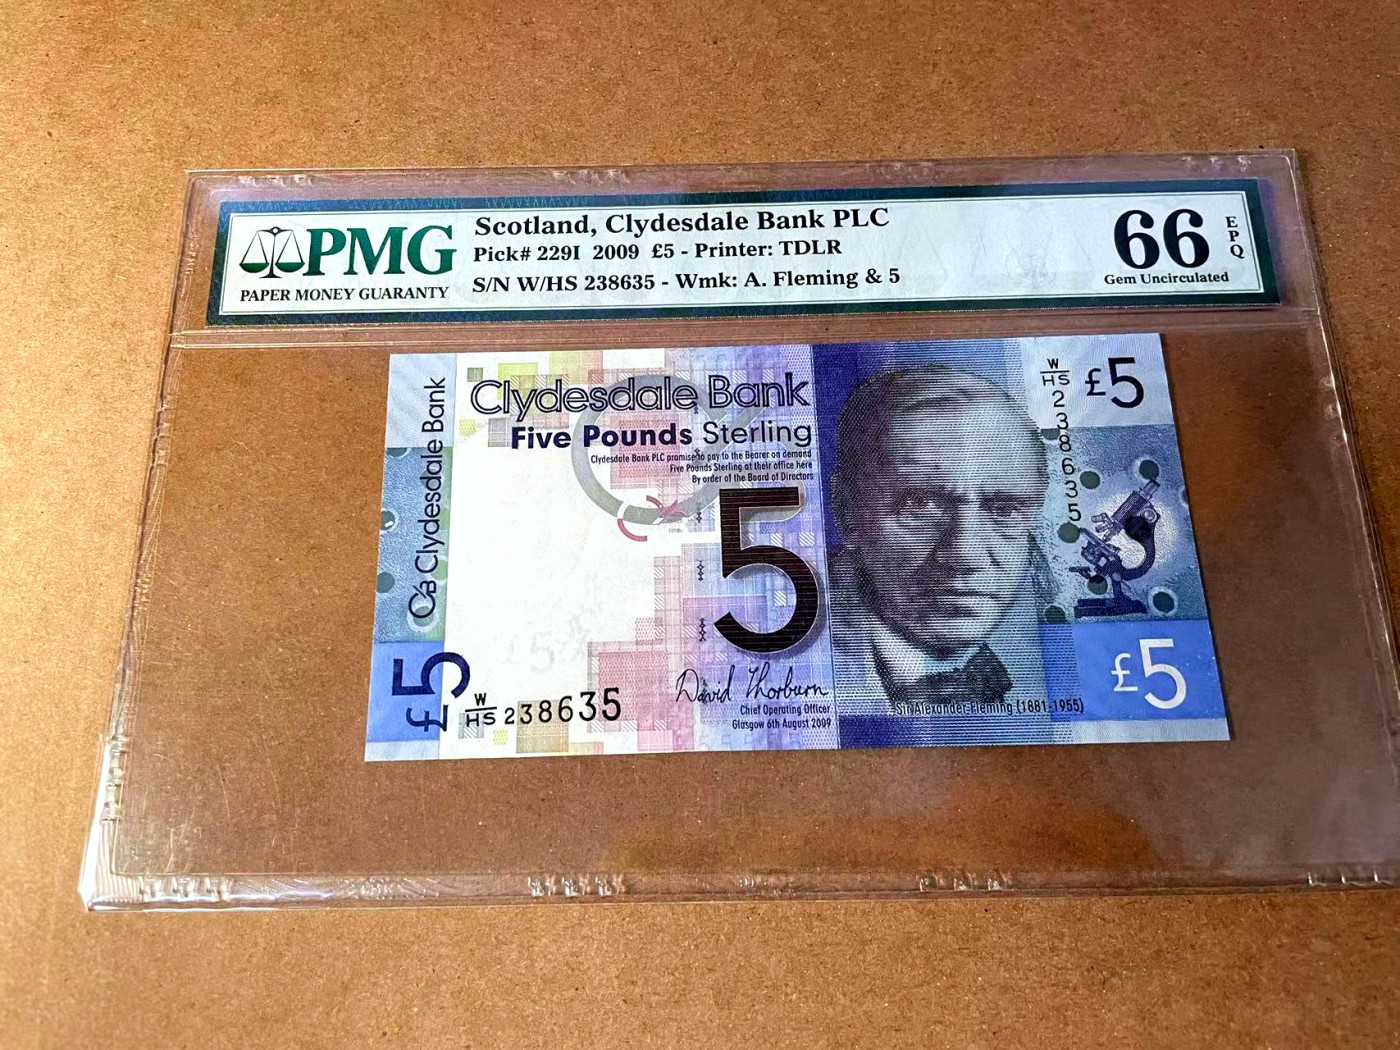 PMG
PAPER MONEY GUARANTY
Scotland, Clydesdale Bank PLC
Pick# 229I 2009 £5 - Printer: TDLR
S/N W/HS 238635 - Wmk: A. Fleming & 5
66
EPQ
Gem Uncirculated
Clydesdale Bank
£5
Clydesdale Bank
Five Pounds Sterling
Clydesdale Bank PLC promise to pay to the Bearer on demand
Five Pounds Sterling at their office here
By order of the Board of Directors
5
David Thorburn
Chief Operating Officer
Glasgow 6th August 2009
W/HS 238635
W/HS 238635
£5
£5
Sir Alexander Fleming (1881-1955)